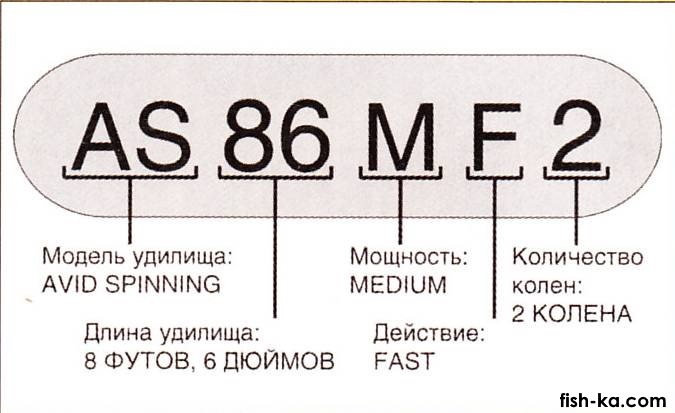 AS 86 M F 2
Модель удилища:
AVID SPINNING
Длина удилища:
8 ФУТОВ, 6 ДЮЙМОВ
Мощность:
MEDIUM
Действие:
FAST
Количество
колен:
2 КОЛЕНА
fish-ka.com